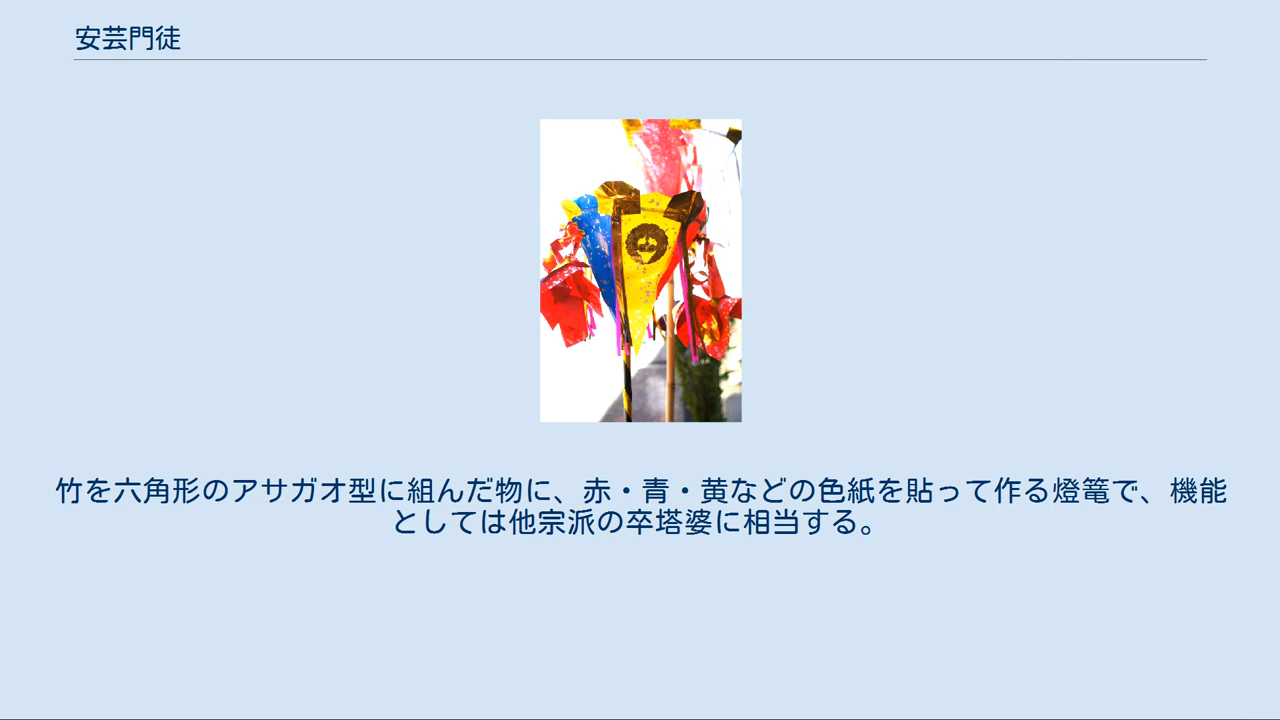 安芸門徒
竹を六角形のアサガオ型に組んだ物に、赤・青・黄などの色紙を貼って作る燈篭で、機能
としては他宗派の卒塔婆に相当する。